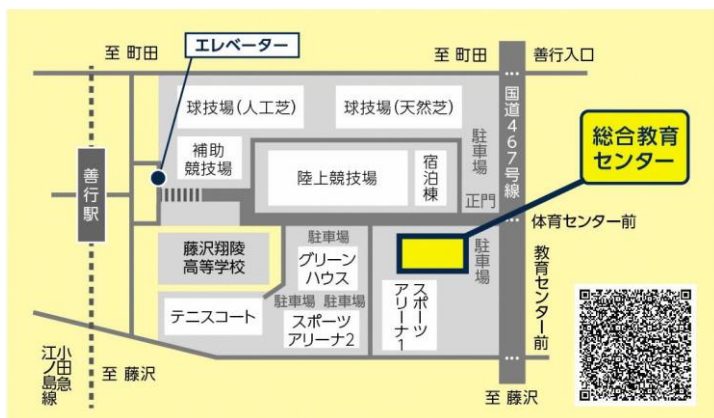 至 町田
エレベーター
至 町田
善行入口
球技場(人工芝)
球技場(天然芝)
国道467号線
総合教育
センター
補助
競技場
陸上競技場
宿泊棟
駐車場
正門
善行駅
体育センター前
藤沢翔陵
高等学校
駐車場
グリーン
ハウス
駐車場
教育センター前
テニスコート
駐車場 駐車場
スポーツ
アリーナ2
スポーツ
アリーナ1
小田急
江ノ島線
至 藤沢
至 藤沢